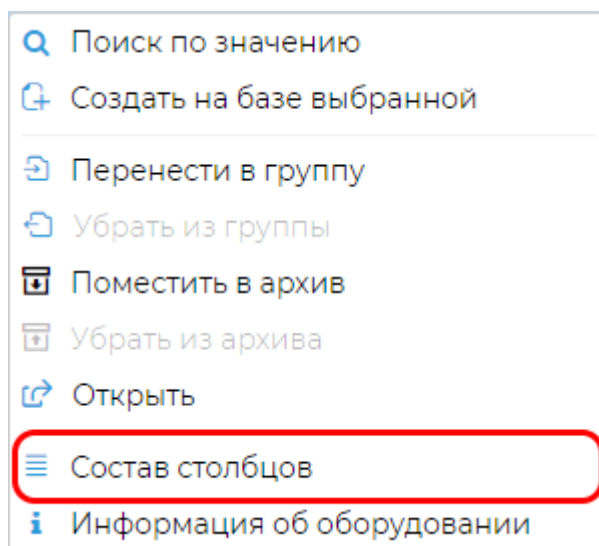 Поиск по значению
Создать на базе выбранной
Перенести в группу
Убрать из группы
Поместить в архив
Убрать из архива
Открыть
Состав столбцов
Информация об оборудовании